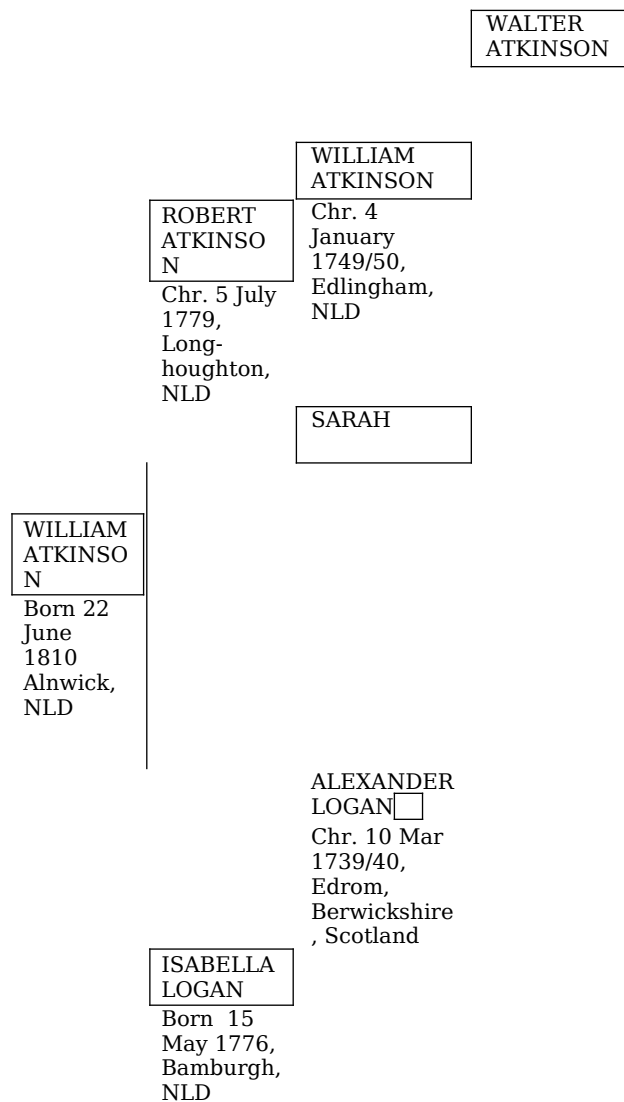 WALTER
ATKINSON
WILLIAM
ATKINSON
Chr. 4
January
1749/50,
Edlingham,
NLD
ROBERT
ATKINSO
N
Chr. 5 July
1779,
Long-
houghton,
NLD
SARAH
WILLIAM
ATKINSO
N
Born 22
June
1810
Alnwick,
NLD
ALEXANDER
LOGAN
Chr. 10 Mar
1739/40,
Edrom,
Berwickshire
, Scotland
ISABELLA
LOGAN
Born 15
May 1776,
Bamburgh,
NLD